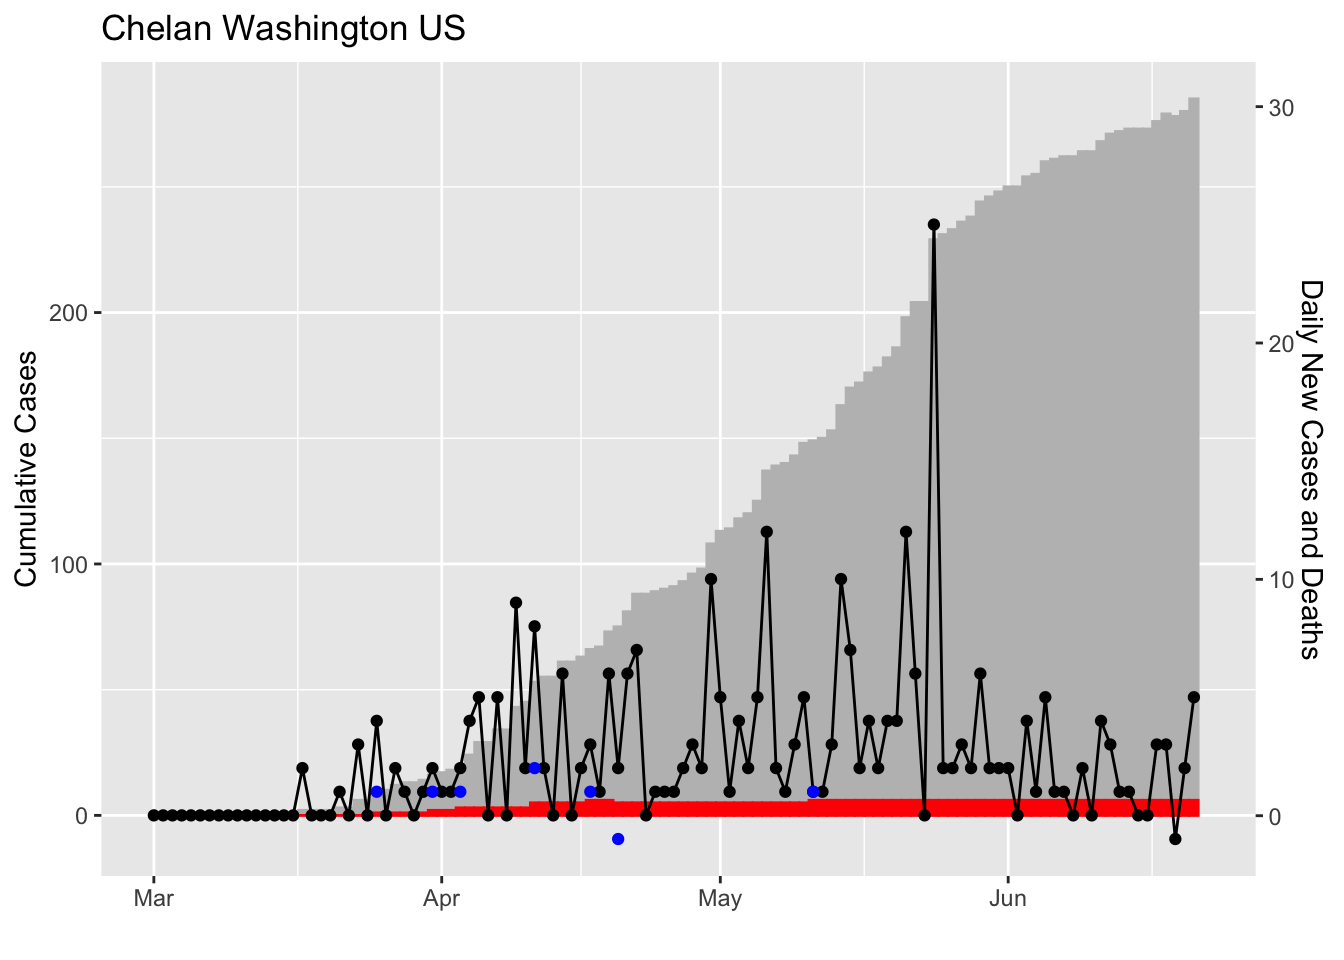 Chelan Washington US
Cumulative Cases
200
100
0
30
20
10
0
Daily New Cases and Deaths
Mar
Apr
May
Jun